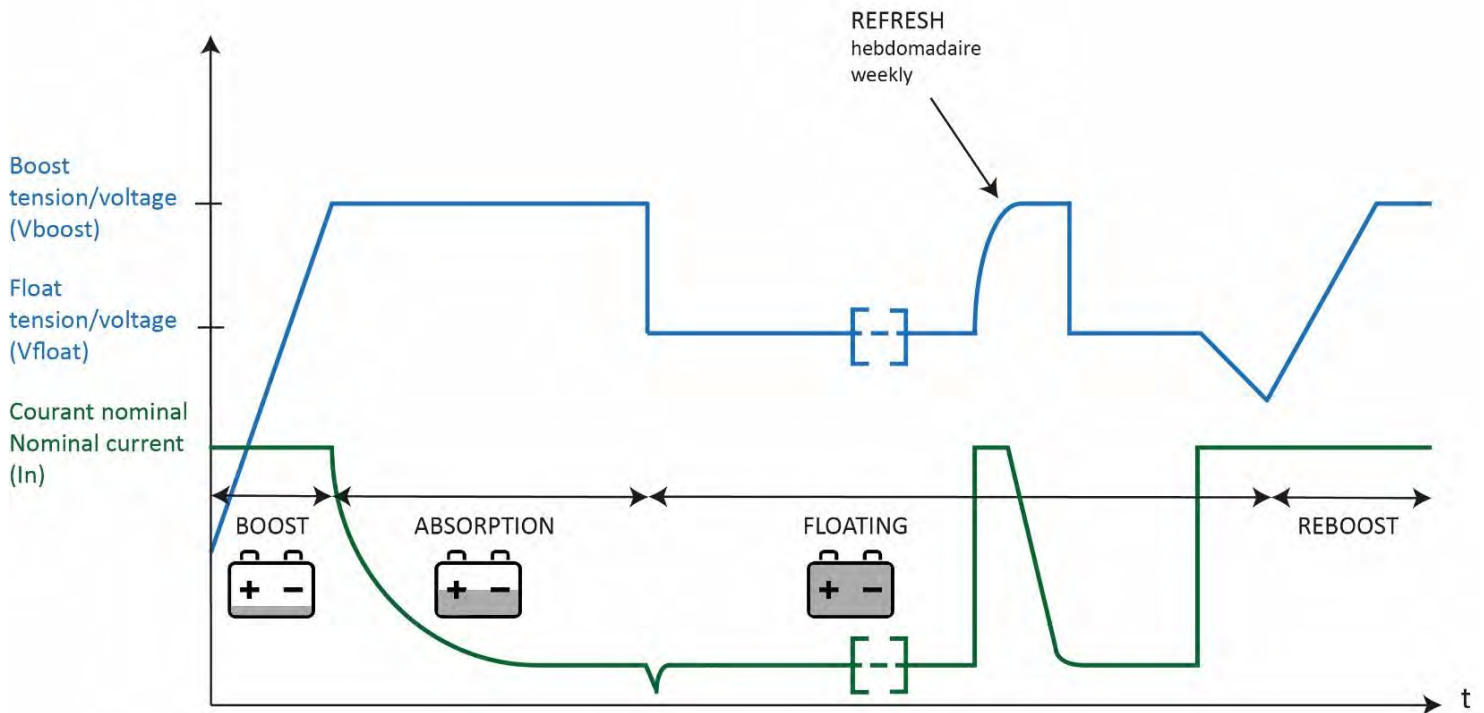 REFRESH
hebdomadaire
weekly
Boost
tension/voltage
(Vboost)
Float
tension/voltage
(Vfloat)
Courant nominal
Nominal current
(In)
BOOST
ABSORPTION
FLOATING
REBOOST
+ −
+ −
+ −
t